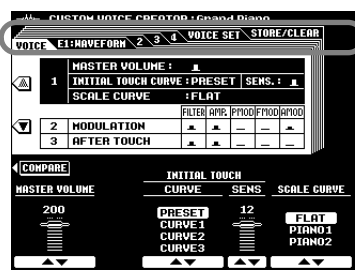 CUSTOM VOICE CREATOR : Grand Piano
VOICE E1:WAVEFORM 2 3 4 VOICE SET STORE/CLEAR
MASTER VOLUME :
1 INITIAL TOUCH CURVE : PRESET SENS. :
SCALE CURVE : FLAT
FILTER AMP. PMOD FMOD AMOD
2 MODULATION
3 AFTER TOUCH
COMPARE
INITIAL TOUCH
MASTER VOLUME CURVE SENS SCALE CURVE
200 PRESET 12 FLAT
CURVE1 PIANO1
CURVE2 PIANO2
CURVE3